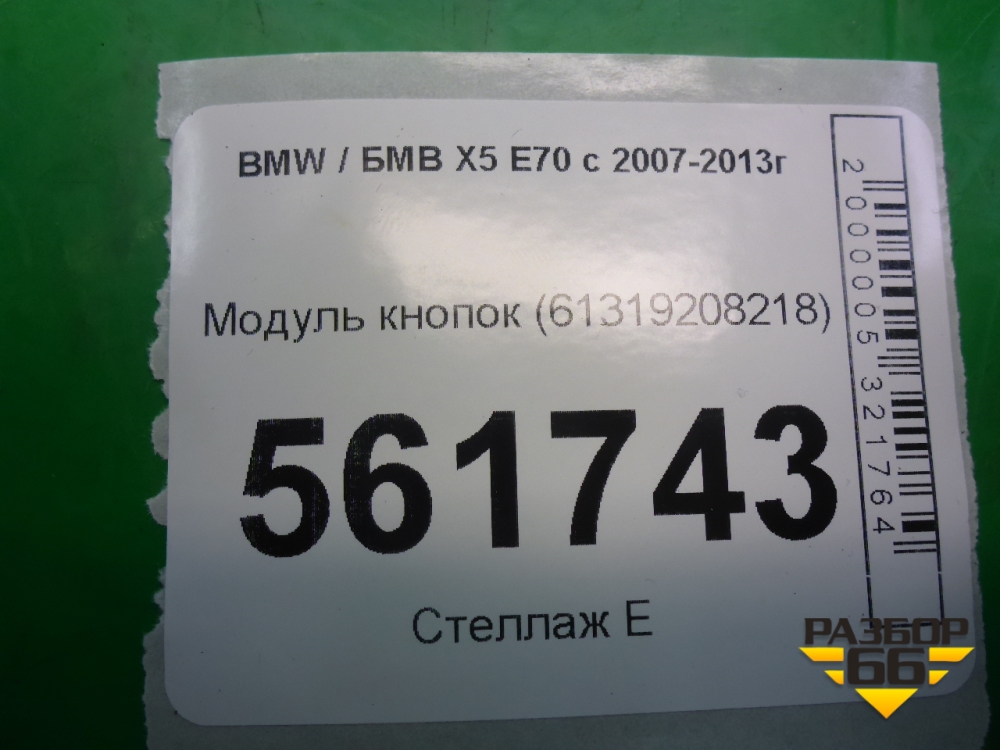 BMW / БМВ X5 E70 с 2007-2013г
Модуль кнопок (61319208218)
561743
Стеллаж Е
2000005321764
РАЗБОР
66